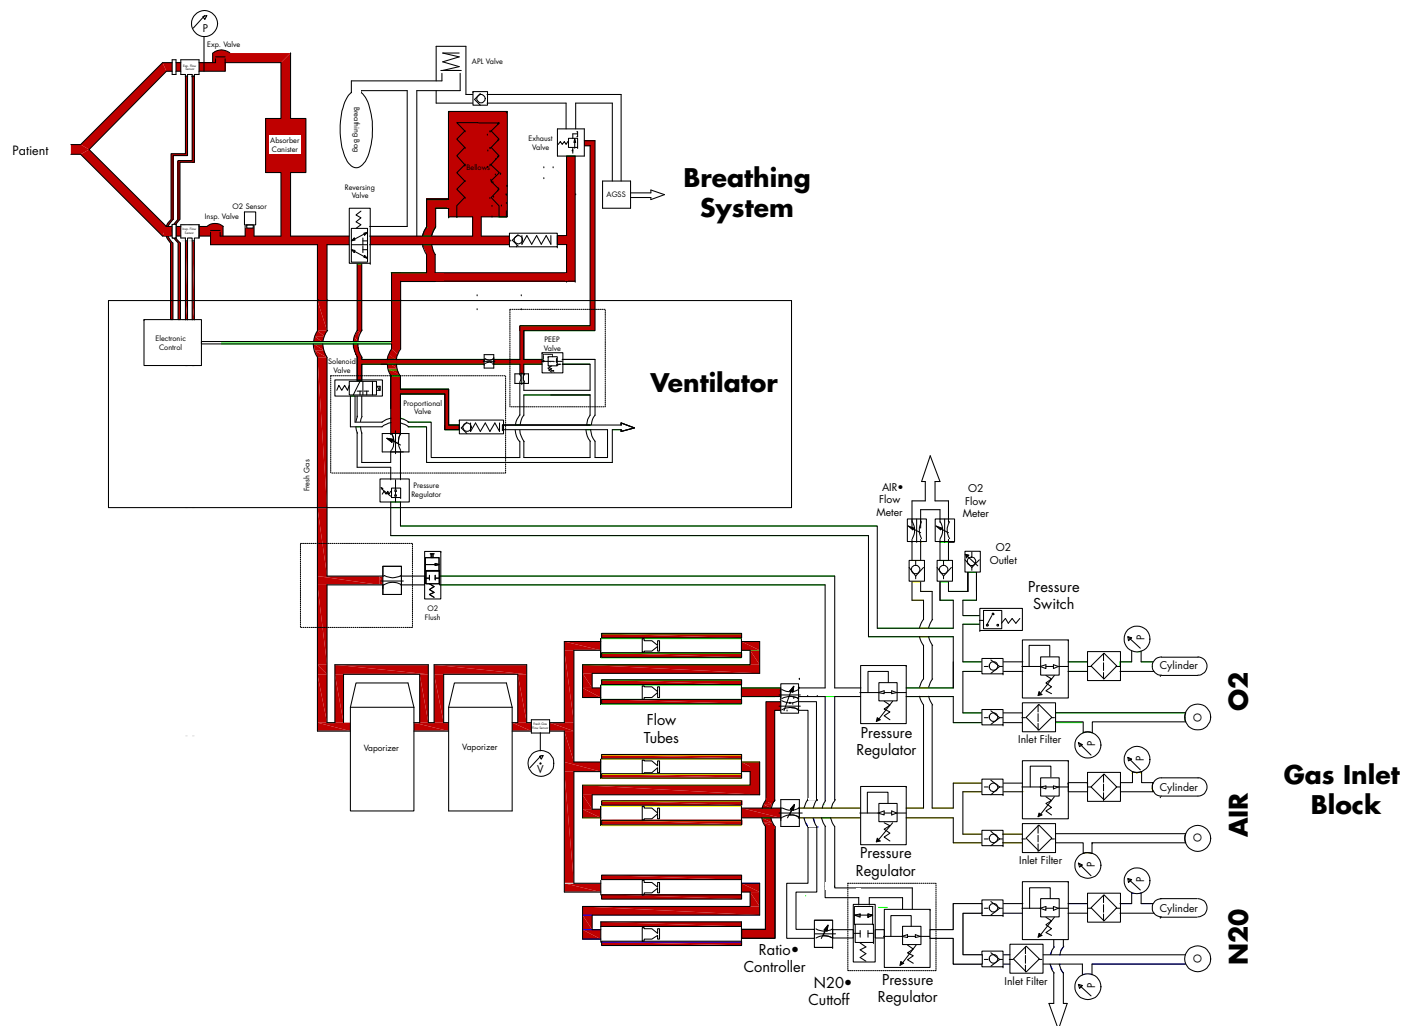 P
Exp. Valve
APL Valve
Breathing Bag
Exhaust
Valve
Absorber
Canister
Patient
Bellows
Reversing
Valve
AGSS
Breathing
System
O2 Sensor
Insp. Valve
Electronic
Control
PEEP
Valve
Solenoid
Valve
Ventilator
Proportional
Valve
Fresh Gas
Pressure
Regulator
AIR•
Flow
Meter
O2
Flow
Meter
O2
Outlet
Pressure
Switch
O2
Flush
P
Cylinder
O2
Flow
Tubes
Pressure
Regulator
Inlet Filter
P
Vaporizer
Vaporizer
V
P
Cylinder
AIR
Gas Inlet
Block
Pressure
Regulator
Inlet Filter
P
P
Cylinder
N20
Ratio•
Controller
N20•
Cuttoff
Pressure
Regulator
Inlet Filter
P